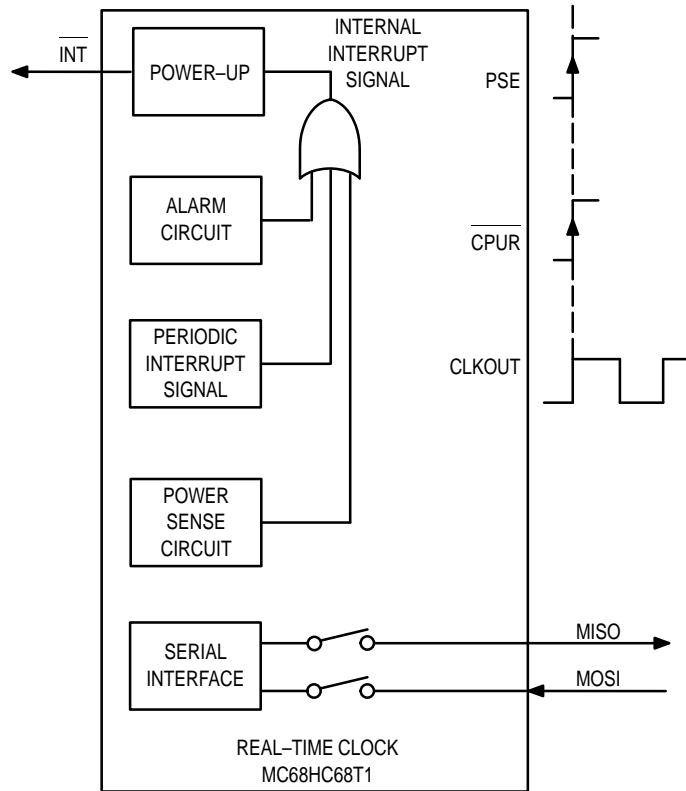 INT
POWER–UP
INTERNAL
INTERRUPT
SIGNAL
PSE
ALARM
CIRCUIT
CPUR
PERIODIC
INTERRUPT
SIGNAL
CLKOUT
POWER
SENSE
CIRCUIT
SERIAL
INTERFACE
MISO
MOSI
REAL–TIME CLOCK
MC68HC68T1